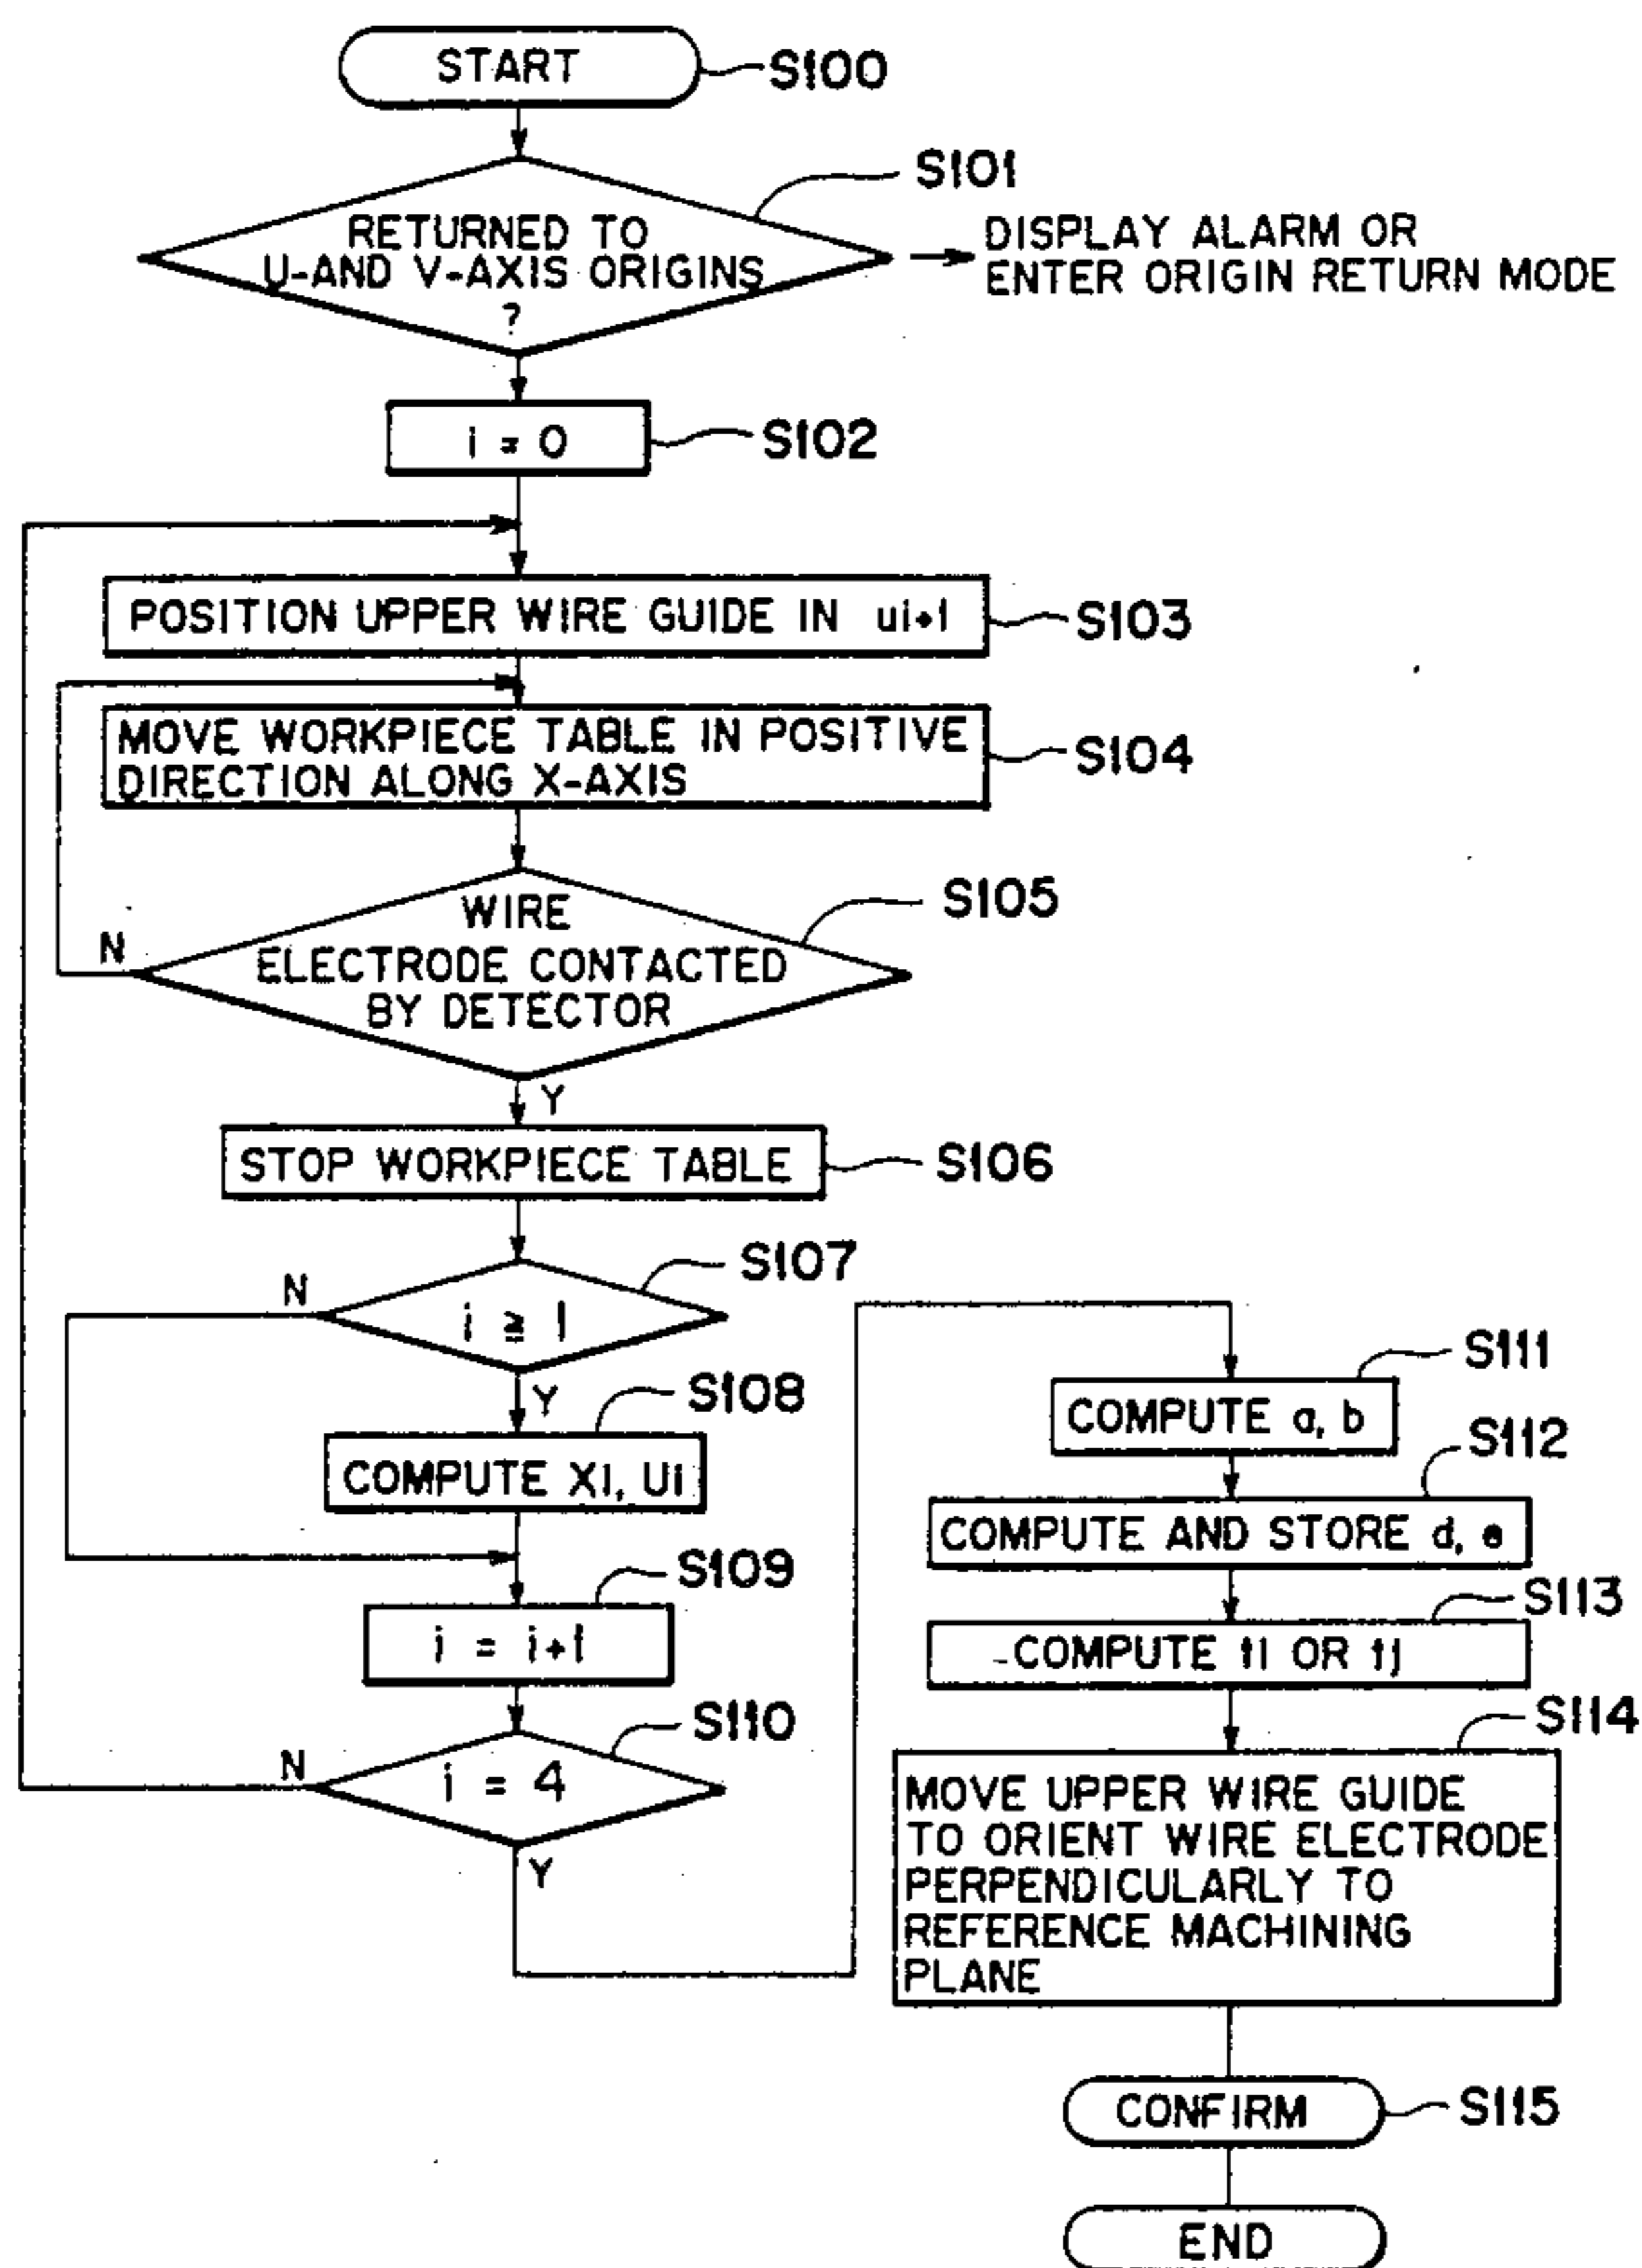 START
S100
S101
RETURNED TO
U-AND V-AXIS ORIGINS
?
DISPLAY ALARM OR
ENTER ORIGIN RETURN MODE
i = 0
S102
POSITION UPPER WIRE GUIDE IN ui+1
S103
MOVE WORKPIECE TABLE IN POSITIVE
DIRECTION ALONG X-AXIS
S104
S105
WIRE
ELECTRODE CONTACTED
BY DETECTOR
N
Y
STOP WORKPIECE TABLE
S106
S107
N
i ≧ 1
Y
S108
COMPUTE Xi, Ui
S109
i = i+1
S110
N
i = 4
Y
S111
COMPUTE a, b
S112
COMPUTE AND STORE d, e
S113
COMPUTE ti OR tj
S114
MOVE UPPER WIRE GUIDE
TO ORIENT WIRE ELECTRODE
PERPENDICULARLY TO
REFERENCE MACHINING
PLANE
CONFIRM
S115
END